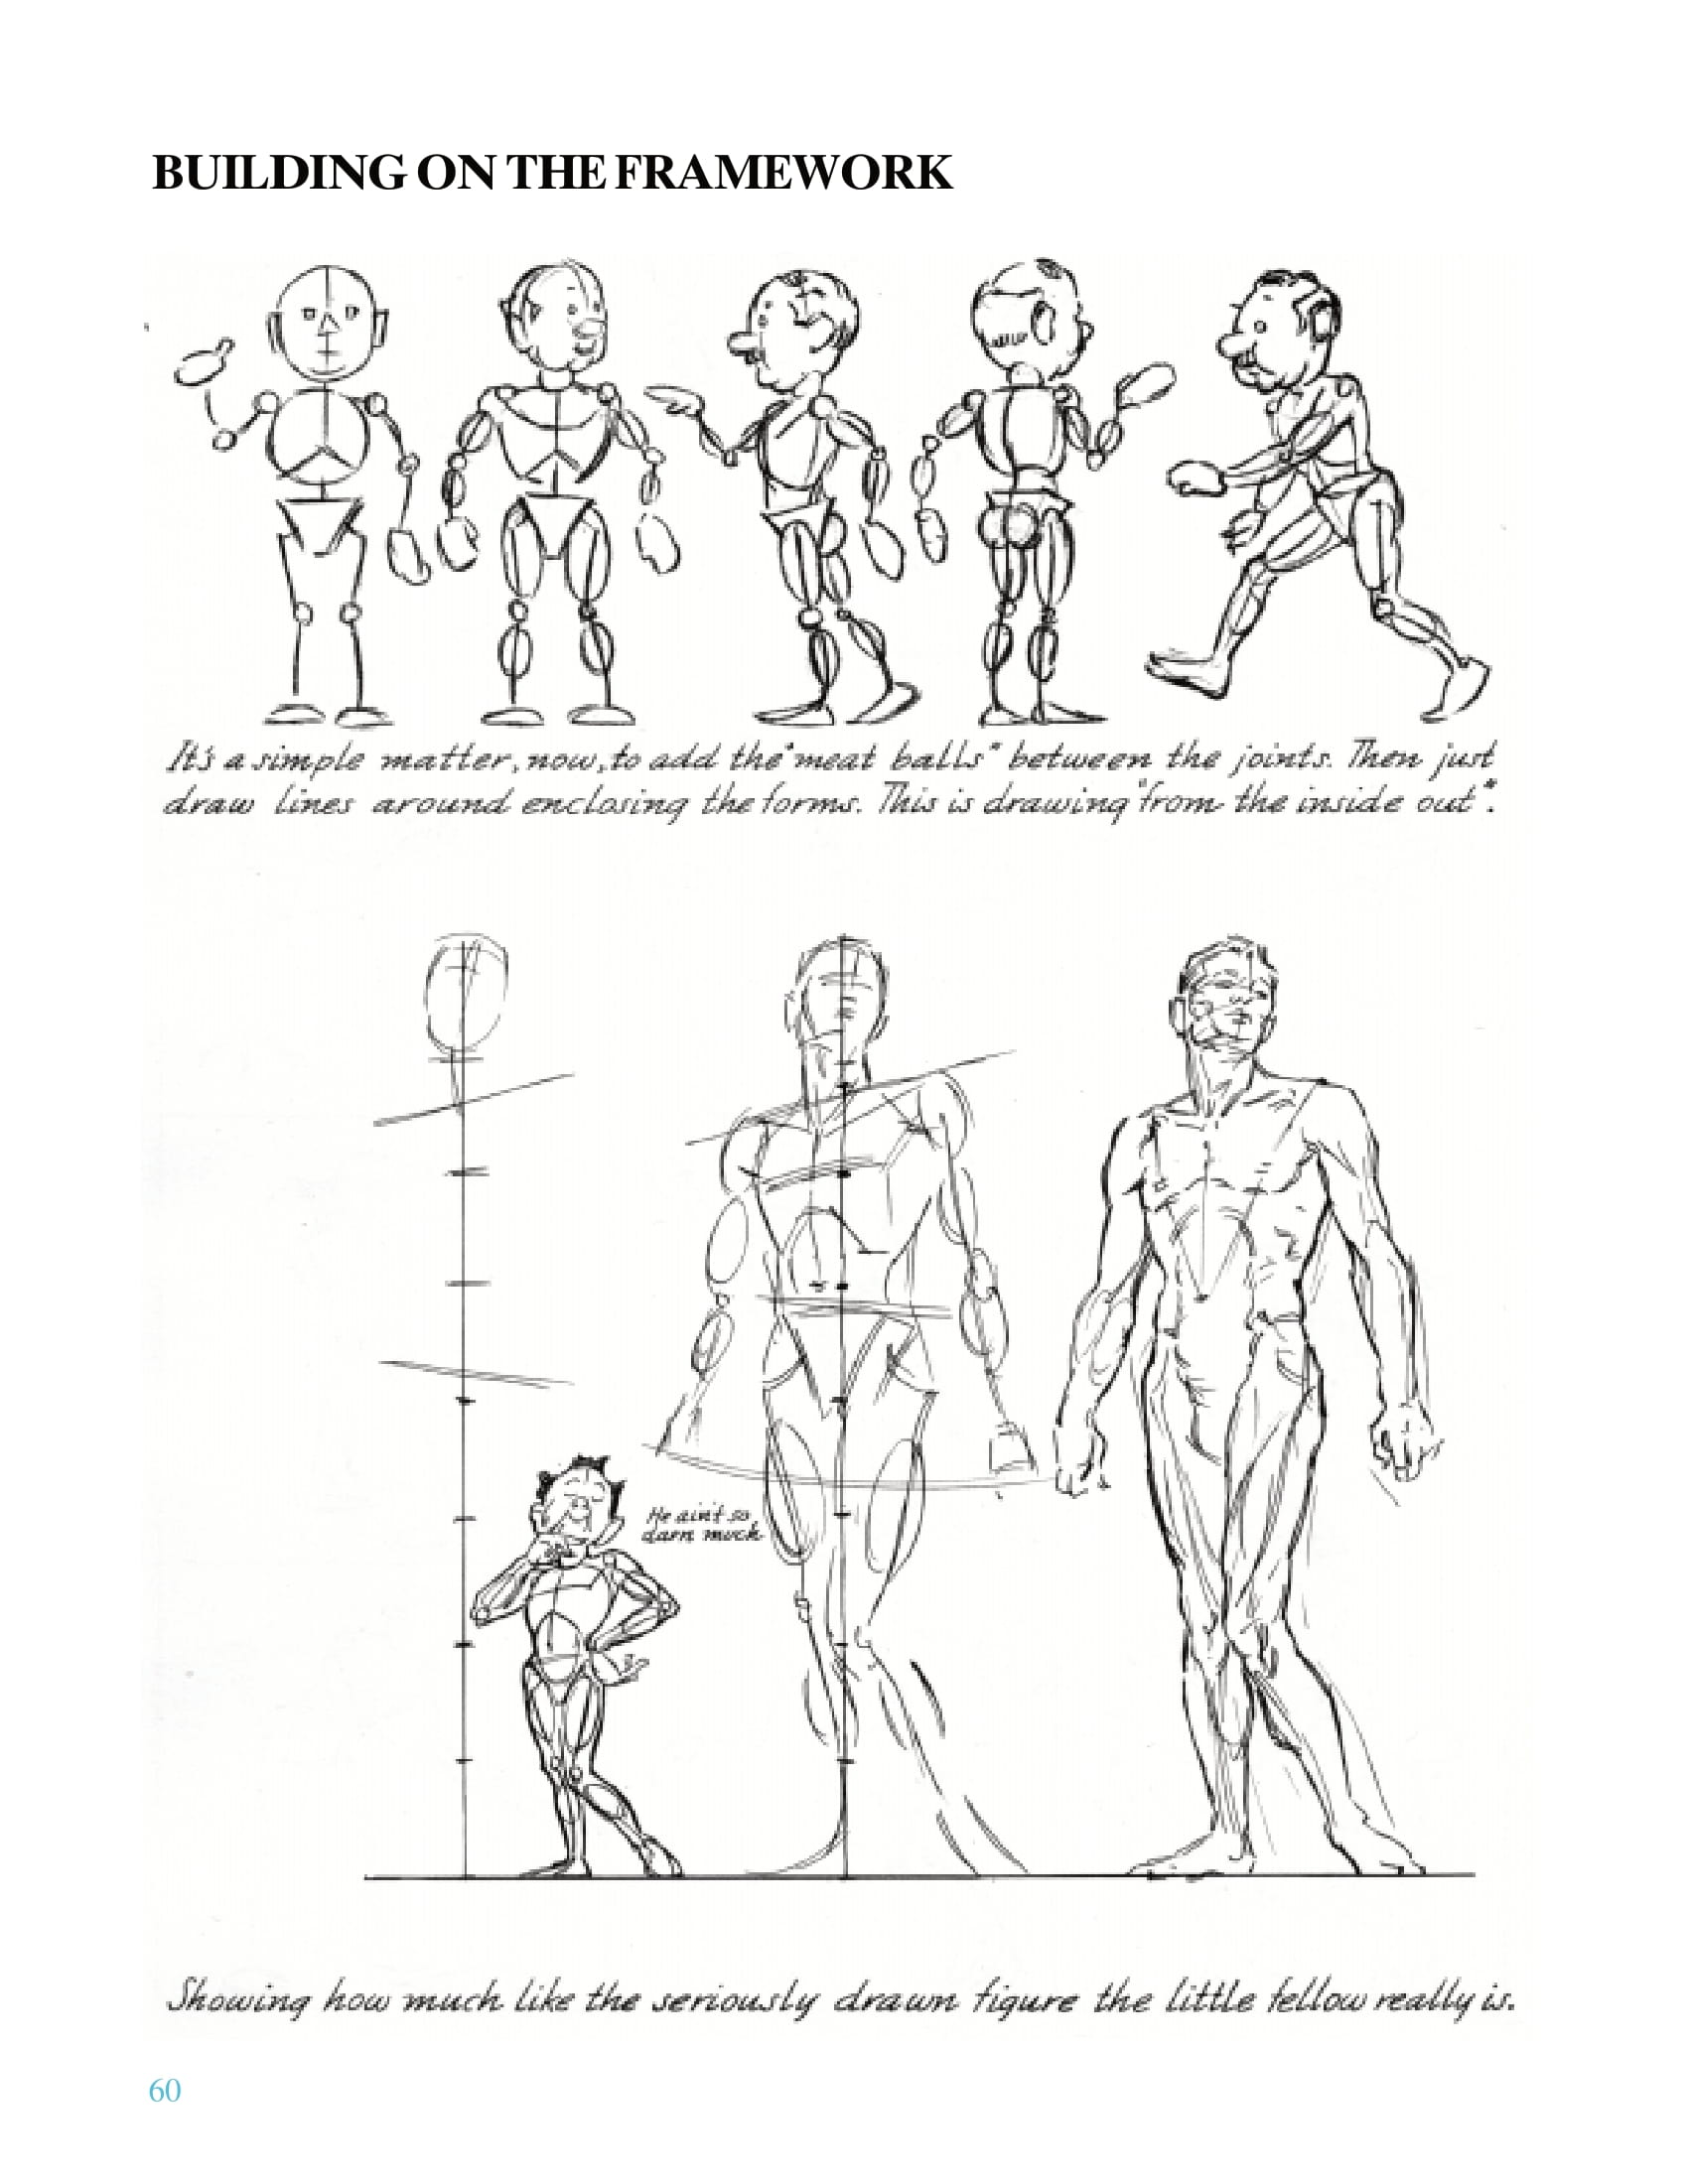 BUILDING ON THE FRAMEWORK
It's a simple matter, now, to add the "meat balls" between the joints. Then just
draw lines around enclosing the forms. This is drawing "from the inside out".
He ain't so
darn much
Showing how much like the seriously drawn figure the little fellow really is.
60